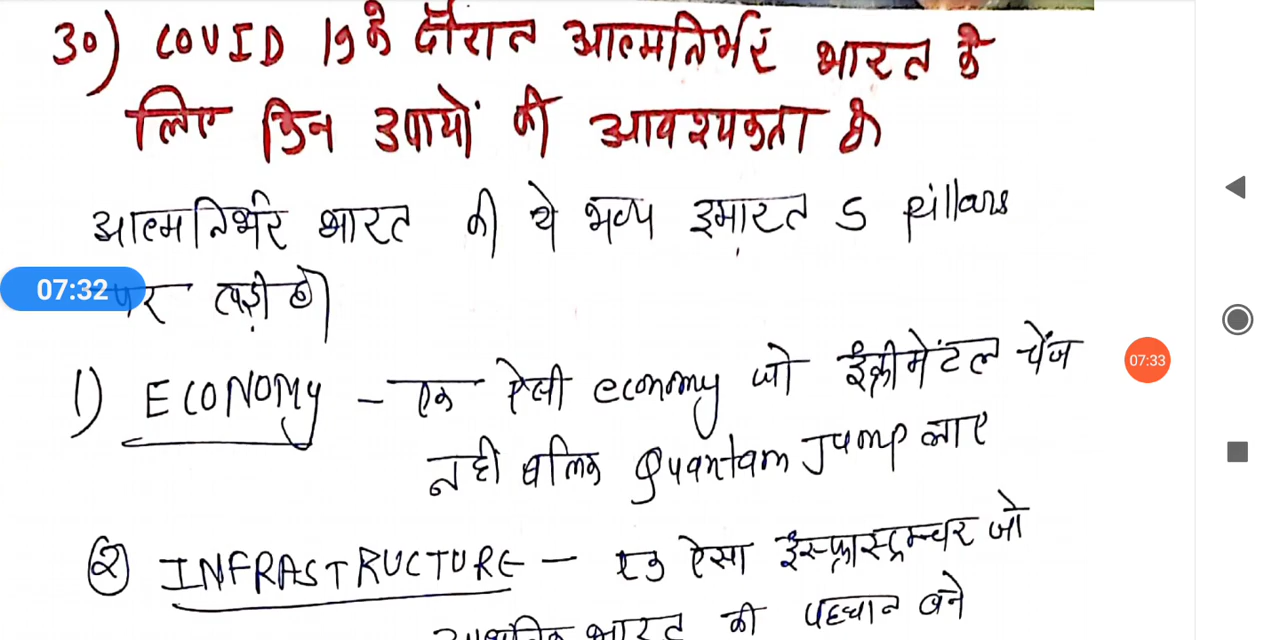 30) COVID 19 के दौरान आत्मनिर्भर भारत के
लिए किन उपायों की आवश्यकता है
आत्मनिर्भर भारत की ये भव्य इमारत 5 pillars
पर खड़ी है।
07:32
1) ECONOMY - एक ऐसी economy जो इंक्रीमेंटल चेंज
07:33
नही बल्कि Quantam Jump लाए
② INFRASTRUCTURE - एक ऐसा इंफ्रास्ट्रक्चर जो
भारत की पहचान बने